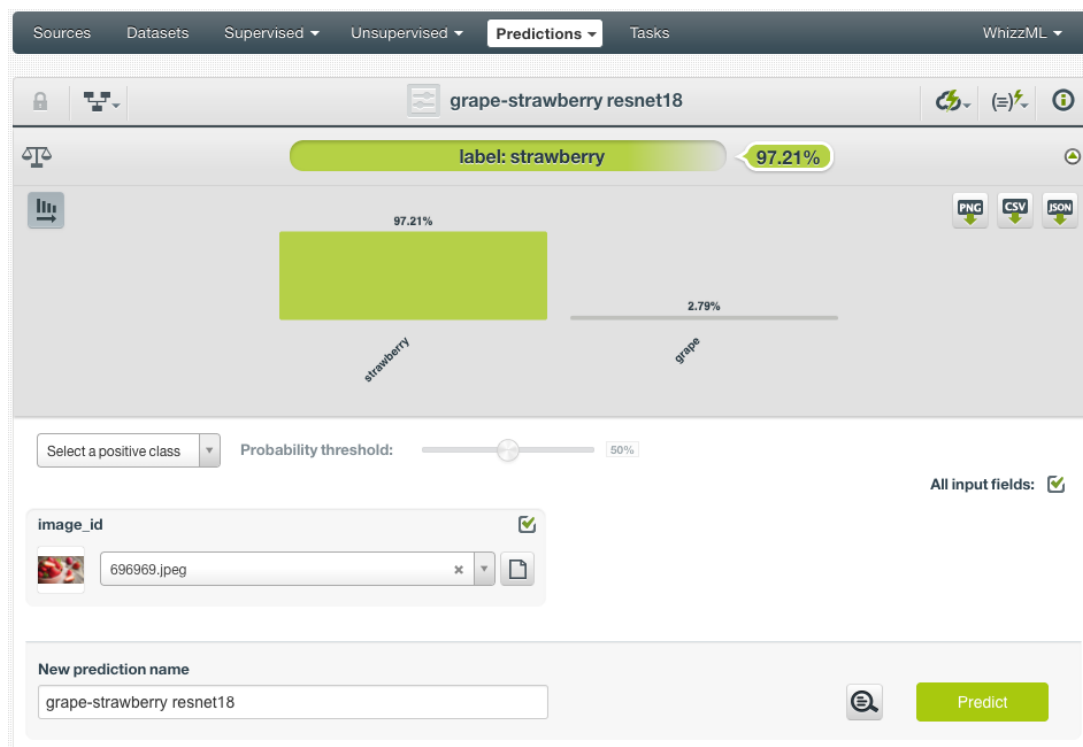 Sources Datasets Supervised Unsupervised Predictions Tasks WhizzML
grape-strawberry resnet18
label: strawberry 97.21%
PNG CSV JSON
97.21%
2.79%
strawberry grape
Select a positive class Probability threshold: 50%
All input fields:
image_id
696969.jpeg
New prediction name
grape-strawberry resnet18 Predict